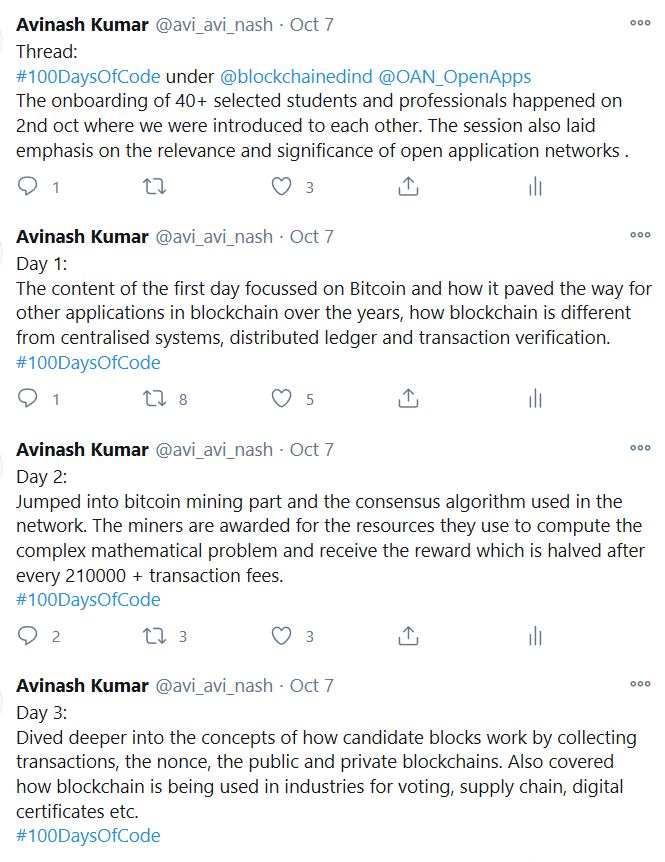 Avinash Kumar @avi_avi_nash · Oct 7
Thread:
#100DaysOfCode under @blockchainedind @OAN_OpenApps
The onboarding of 40+ selected students and professionals happened on
2nd oct where we were introduced to each other. The session also laid
emphasis on the relevance and significance of open application networks .
1 3
Avinash Kumar @avi_avi_nash · Oct 7
Day 1:
The content of the first day focussed on Bitcoin and how it paved the way for
other applications in blockchain over the years, how blockchain is different
from centralised systems, distributed ledger and transaction verification.
#100DaysOfCode
1 8 5
Avinash Kumar @avi_avi_nash · Oct 7
Day 2:
Jumped into bitcoin mining part and the consensus algorithm used in the
network. The miners are awarded for the resources they use to compute the
complex mathematical problem and receive the reward which is halved after
every 210000 + transaction fees.
#100DaysOfCode
2 3 3
Avinash Kumar @avi_avi_nash · Oct 7
Day 3:
Dived deeper into the concepts of how candidate blocks work by collecting
transactions, the nonce, the public and private blockchains. Also covered
how blockchain is being used in industries for voting, supply chain, digital
certificates etc.
#100DaysOfCode